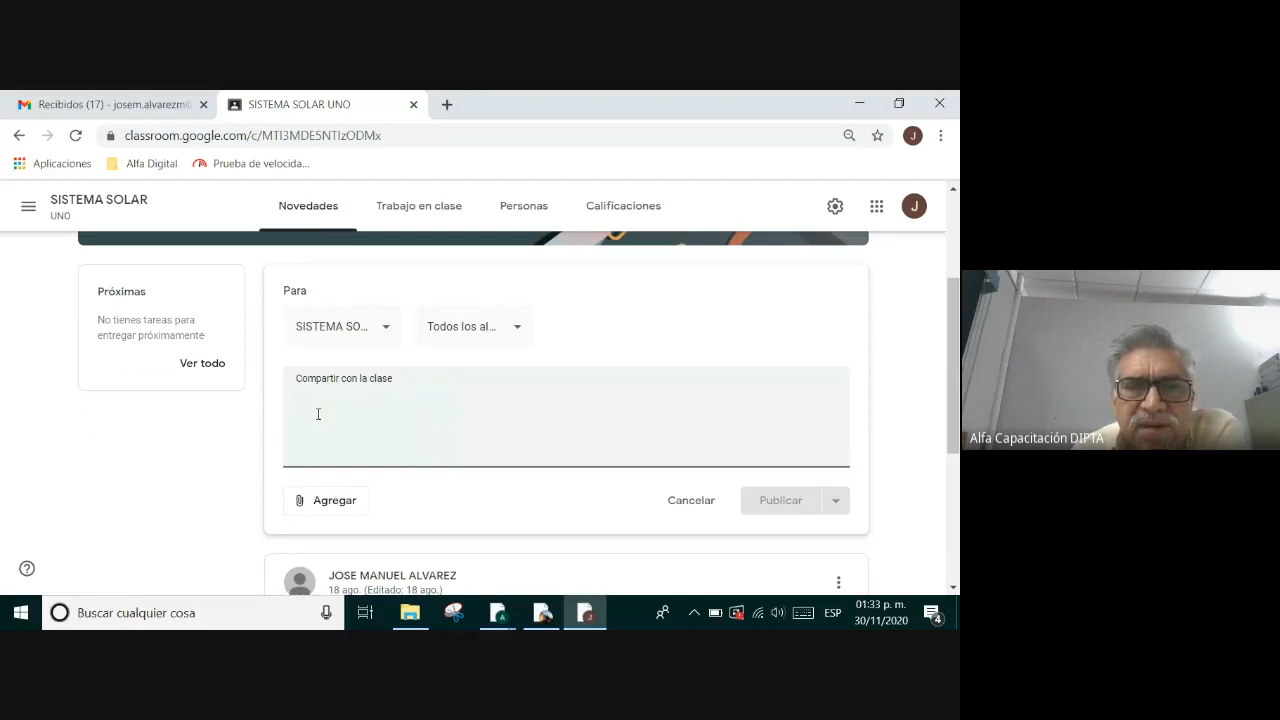 Recibidos (17) - josem.alvarezm@
SISTEMA SOLAR UNO
classroom.google.com/c/MTI3MDE5NTIzODMx
J
Aplicaciones
Alfa Digital
Prueba de velocida...
SISTEMA SOLAR
UNO
Novedades
Trabajo en clase
Personas
Calificaciones
J
Próximas
No tienes tareas para
entregar próximamente
Ver todo
Para
SISTEMA SO...
Todos los al...
Compartir con la clase
Agregar
Cancelar
Publicar
JOSE MANUEL ALVAREZ
18 ago. (Editado: 18 ago.)
Alfa Capacitación DIPTA
Buscar cualquier cosa
ESP
01:33 p. m.
30/11/2020
4